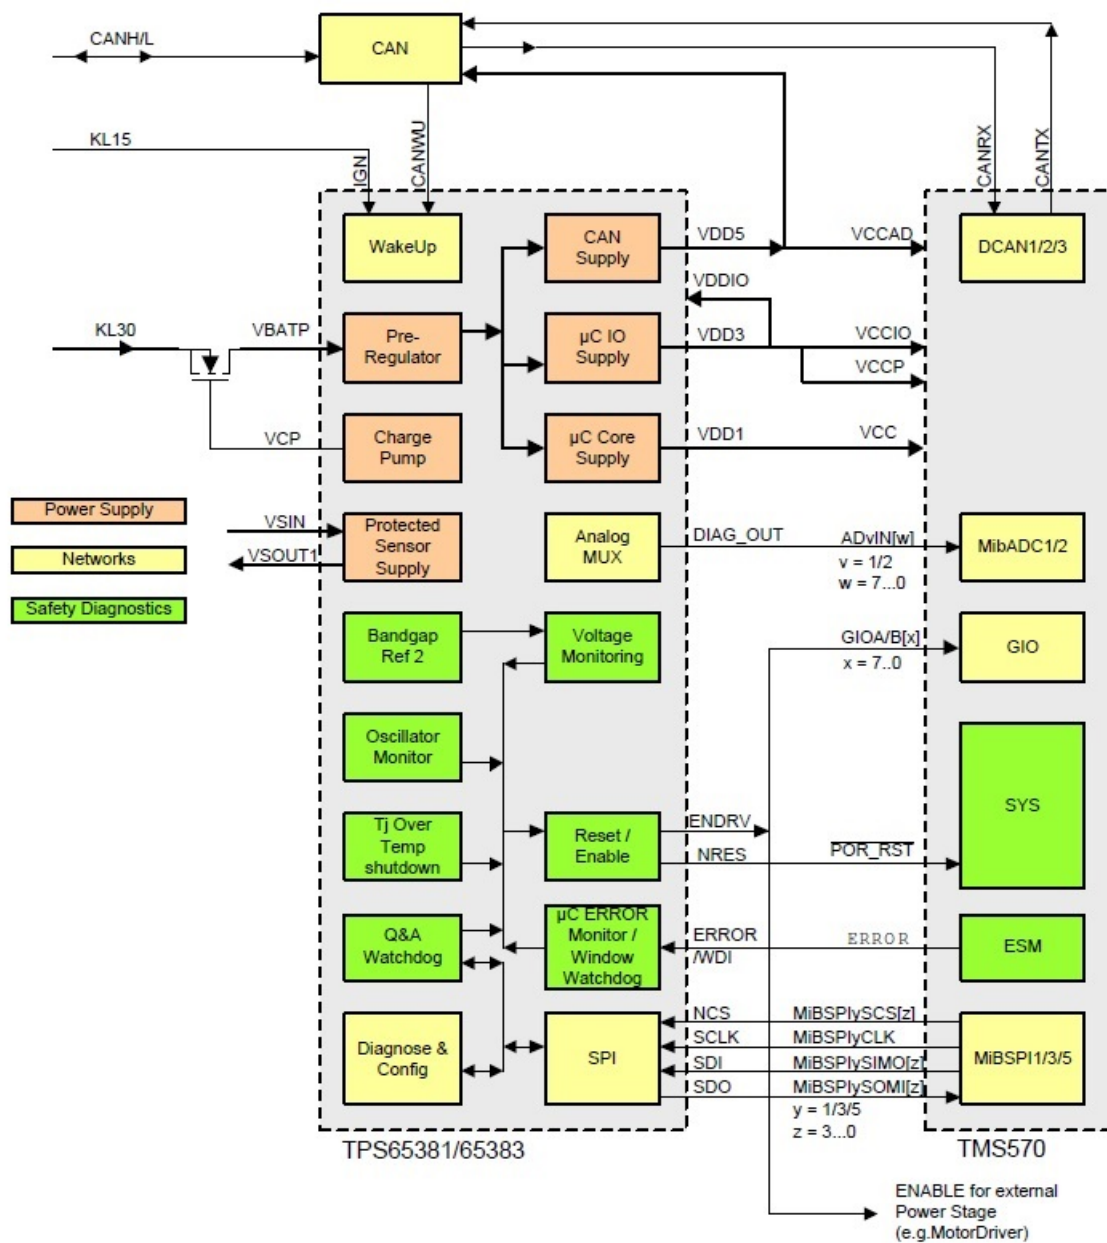 CANH/L
CAN
KL15
IGN
CANWU
CANRX
CANTX
WakeUp
CAN
Supply
VDD5
VCCAD
DCAN1/2/3
VDDIO
KL30
VBATP
Pre-
Regulator
µC IO
Supply
VDD3
VCCIO
VCCP
VCP
Charge
Pump
µC Core
Supply
VDD1
VCC
Power Supply
Networks
Safety Diagnostics
VSIN
VSOUT1
Protected
Sensor
Supply
Analog
MUX
DIAG_OUT
ADvIN[w]
v = 1/2
w = 7...0
MibADC1/2
Bandgap
Ref 2
Voltage
Monitoring
GIOA/B[x]
x = 7..0
GIO
Oscillator
Monitor
SYS
Tj Over
Temp
shutdown
Reset /
Enable
ENDRV
NRES
POR_RST
Q&A
Watchdog
µC ERROR
Monitor /
Window
Watchdog
ERROR
/WDI
ERROR
ESM
Diagnose &
Config
SPI
NCS
SCLK
SDI
SDO
MiBSPIySCS[z]
MiBSPIyCLK
MiBSPIySIMO[z]
MiBSPIySOMI[z]
y = 1/3/5
z = 3...0
MiBSPI1/3/5
TPS65381/65383
TMS570
ENABLE for external
Power Stage
(e.g.MotorDriver)